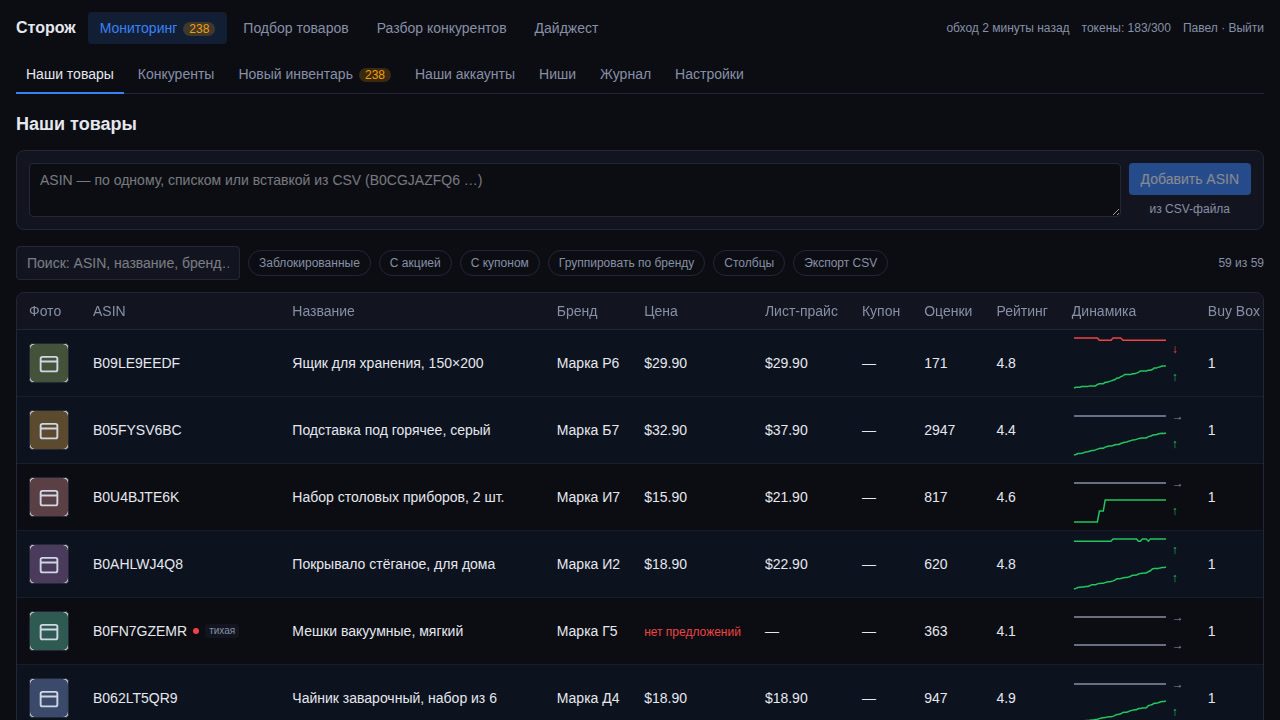 Сторож Мониторинг 238 Подбор товаров Разбор конкурентов Дайджест обход 2 минуты назад токены: 183/300 Павел · Выйти
Наши товары Конкуренты Новый инвентарь 238 Наши аккаунты Ниши Журнал Настройки
Наши товары
ASIN — по одному, списком или вставкой из CSV (B0CGJAZFQ6 …) Добавить ASIN
из CSV-файла
Поиск: ASIN, название, бренд.. Заблокированные С акцией С купоном Группировать по бренду Столбцы Экспорт CSV 59 из 59
Фото ASIN Название Бренд Цена Лист-прайс Купон Оценки Рейтинг Динамика Buy Box
B09LE9EEDF Ящик для хранения, 150×200 Марка Р6 $29.90 $29.90 — 171 4.8 ↓ ↑ 1
B05FYSV6BC Подставка под горячее, серый Марка Б7 $32.90 $37.90 — 2947 4.4 → ↑ 1
B0U4BJTE6K Набор столовых приборов, 2 шт. Марка И7 $15.90 $21.90 — 817 4.6 → ↑ 1
B0AHLWJ4Q8 Покрывало стёганое, для дома Марка И2 $18.90 $22.90 — 620 4.8 ↑ ↑ 1
B0FN7GZEMR тихая Мешки вакуумные, мягкий Марка Г5 нет предложений — — 363 4.1 → → 1
B062LT5QR9 Чайник заварочный, набор из 6 Марка Д4 $18.90 $18.90 — 947 4.9 → ↑ 1